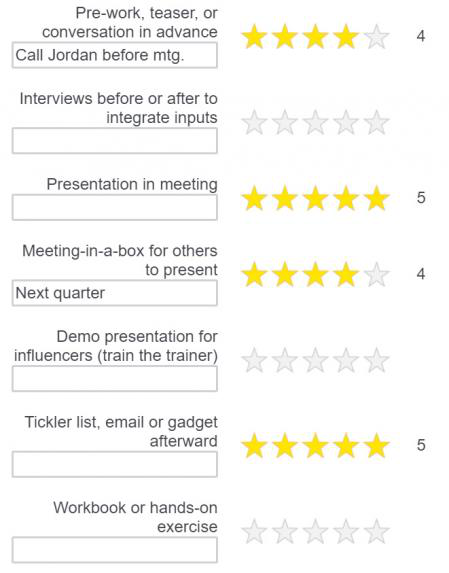 Pre-work, teaser, or
conversation in advance
4
Call Jordan before mtg.
Interviews before or after to
integrate inputs
Presentation in meeting
5
Meeting-in-a-box for others
to present
4
Next quarter
Demo presentation for
influencers (train the trainer)
Tickler list, email or gadget
afterward
5
Workbook or hands-on
exercise